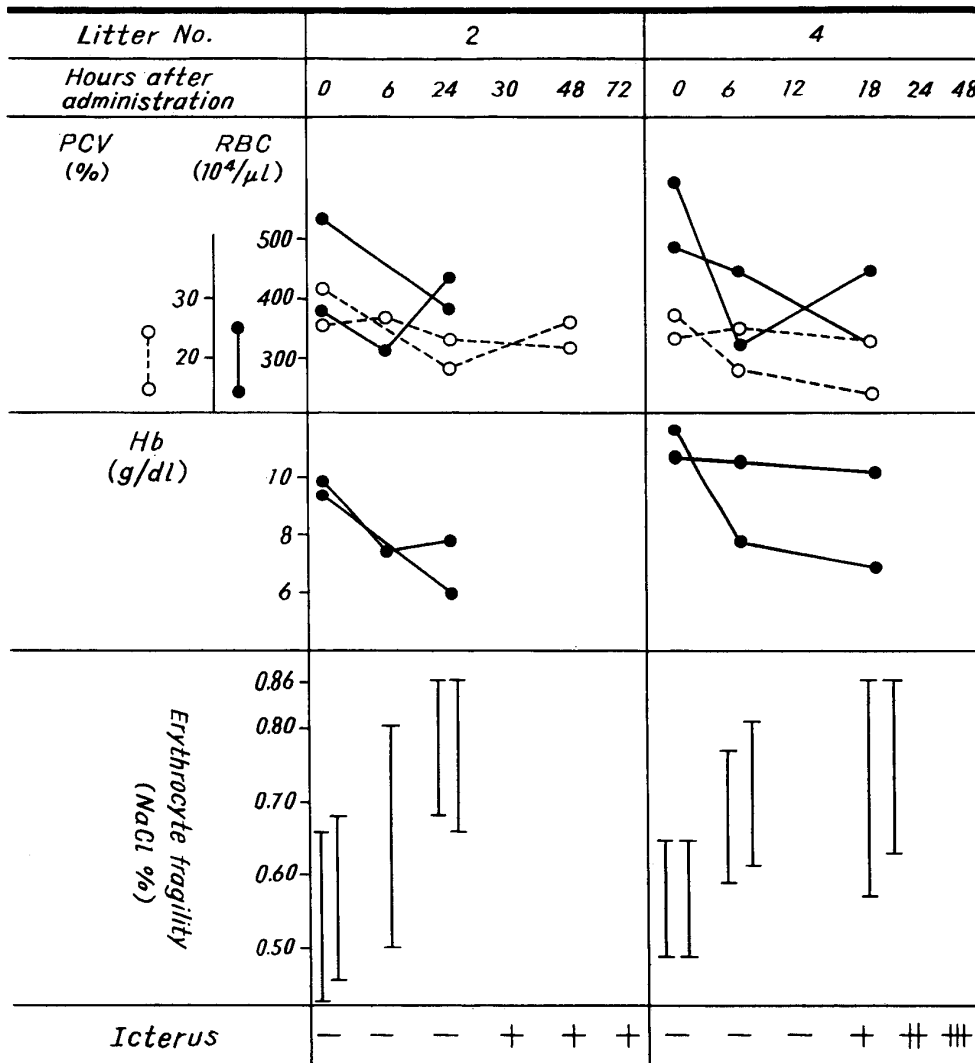 Litter No. 2 4
Hours after administration 0 6 24 30 48 72 0 6 12 18 24 48
PCV (%)
RBC (10⁴/μl)
500
400
300
30
20
Hb (g/dl)
10
8
6
Erythrocyte fragility (NaCl %)
0.86
0.80
0.70
0.60
0.50
Icterus − − − + + + − − − + ++ +++